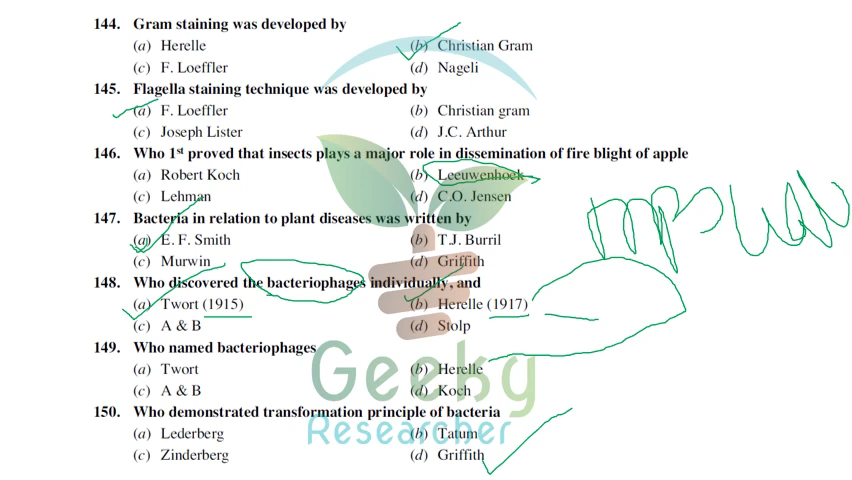 144. Gram staining was developed by
(a) Herelle (b) Christian Gram
(c) F. Loeffler (d) Nageli
145. Flagella staining technique was developed by
(a) F. Loeffler (b) Christian gram
(c) Joseph Lister (d) J.C. Arthur
146. Who 1st proved that insects plays a major role in dissemination of fire blight of apple
(a) Robert Koch (b) Leeuwenhoek
(c) Lehman (d) C.O. Jensen
147. Bacteria in relation to plant diseases was written by
(a) E. F. Smith (b) T.J. Burril
(c) Murwin (d) Griffith
148. Who discovered the bacteriophages individually, and
(a) Twort (1915) (b) Herelle (1917)
(c) A & B (d) Stolp
149. Who named bacteriophages
(a) Twort (b) Herelle
(c) A & B (d) Koch
Geeky
150. Who demonstrated transformation principle of bacteria
(a) Lederberg (b) Tatum
Researcher
(c) Zinderberg (d) Griffith